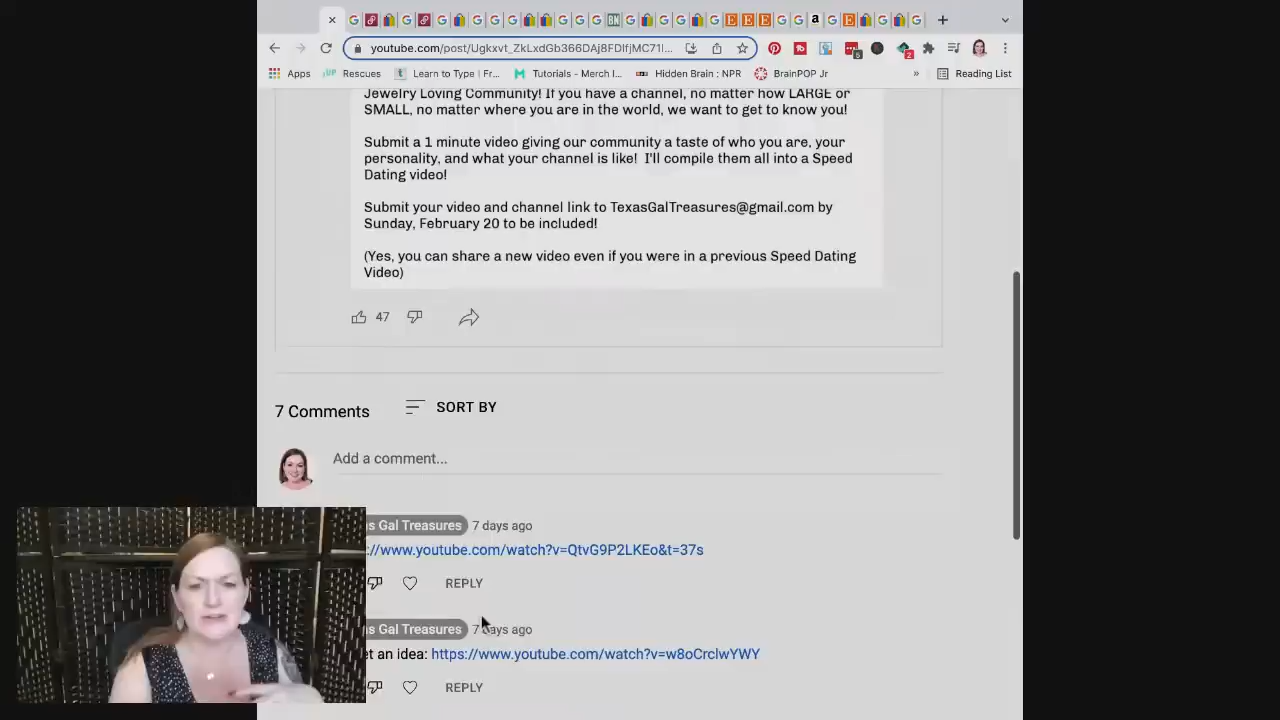 youtube.com/post/Ugkxvt_ZkLxdGb366DAj8FDlfjMC71l...
5
2
Apps
UP
Rescues
t
Learn to Type | Fr...
Tutorials - Merch I...
Hidden Brain : NPR
BrainPOP Jr
»
Reading List
Jewelry Loving Community! If you have a channel, no matter how LARGE or
SMALL, no matter where you are in the world, we want to get to know you!
Submit a 1 minute video giving our community a taste of who you are, your
personality, and what your channel is like! I'll compile them all into a Speed
Dating video!
Submit your video and channel link to TexasGalTreasures@gmail.com by
Sunday, February 20 to be included!
(Yes, you can share a new video even if you were in a previous Speed Dating
Video)
47
7 Comments
SORT BY
Add a comment...
s Gal Treasures 7 days ago
://www.youtube.com/watch?v=QtvG9P2LKEo&t=37s
REPLY
s Gal Treasures 7 days ago
et an idea: https://www.youtube.com/watch?v=w8oCrclwYWY
REPLY